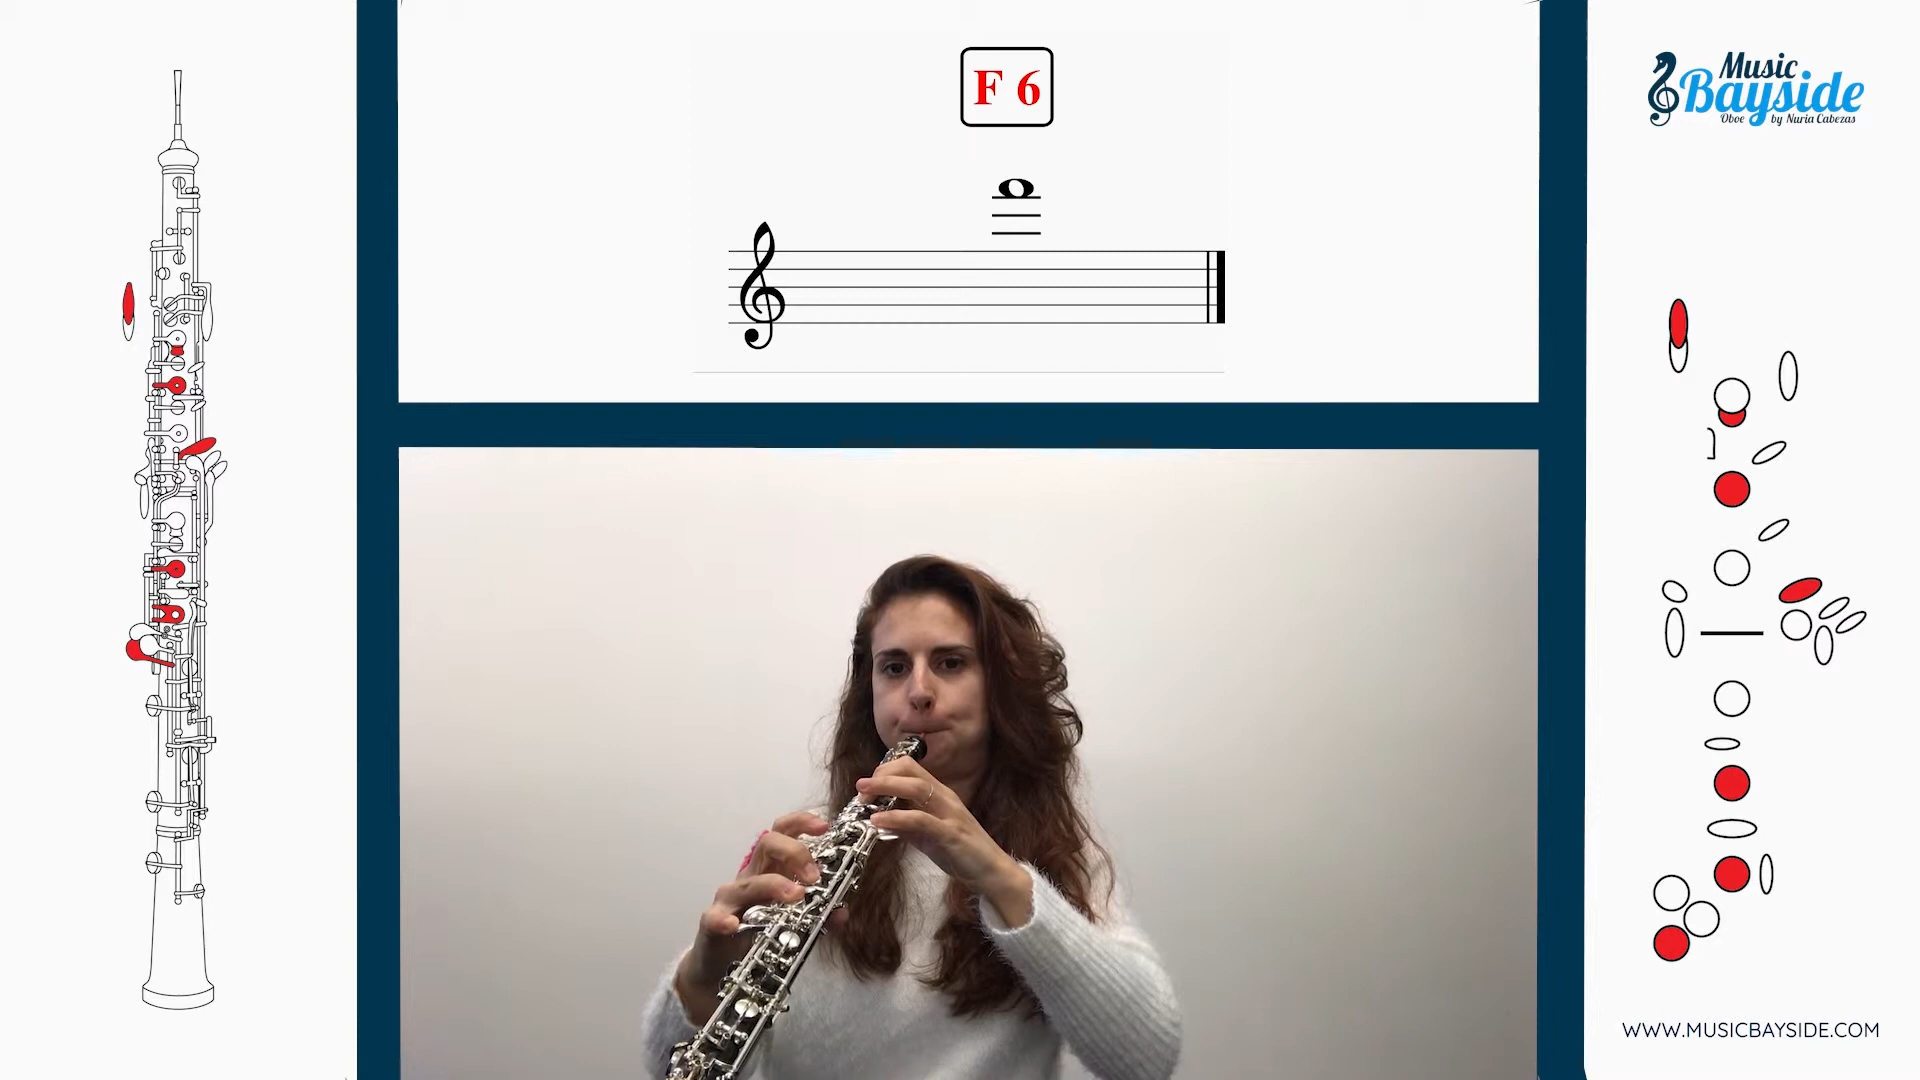 F 6
Music
Bayside
Oboe by Nuria Cabezas
WWW.MUSICBAYSIDE.COM